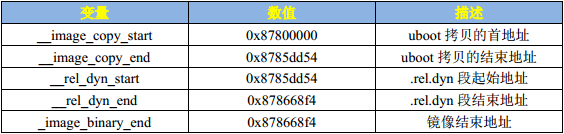 变量 数值 描述
__image_copy_start 0x87800000 uboot 拷贝的首地址
__image_copy_end 0x8785dd54 uboot 拷贝的结束地址
__rel_dyn_start 0x8785dd54 .rel.dyn 段起始地址
__rel_dyn_end 0x878668f4 .rel.dyn 段结束地址
_image_binary_end 0x878668f4 镜像结束地址